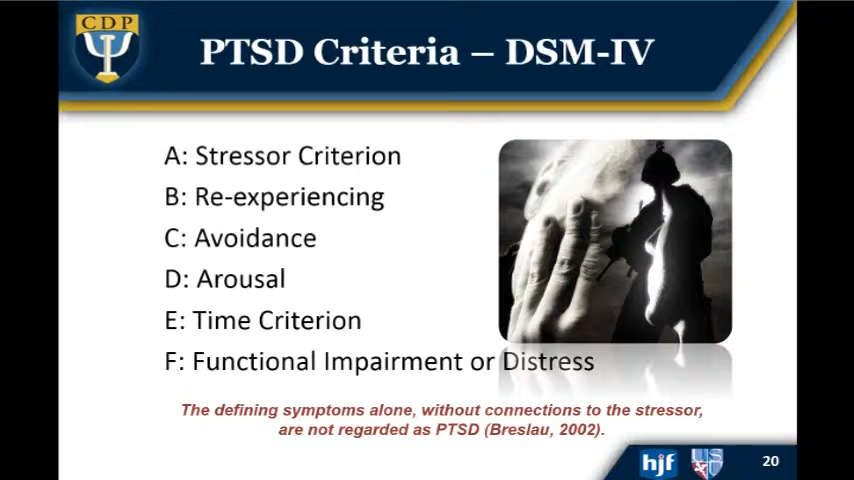 CDP
PTSD Criteria – DSM-IV
A: Stressor Criterion
B: Re-experiencing
C: Avoidance
D: Arousal
E: Time Criterion
F: Functional Impairment or Distress
The defining symptoms alone, without connections to the stressor,
are not regarded as PTSD (Breslau, 2002).
hjf
20